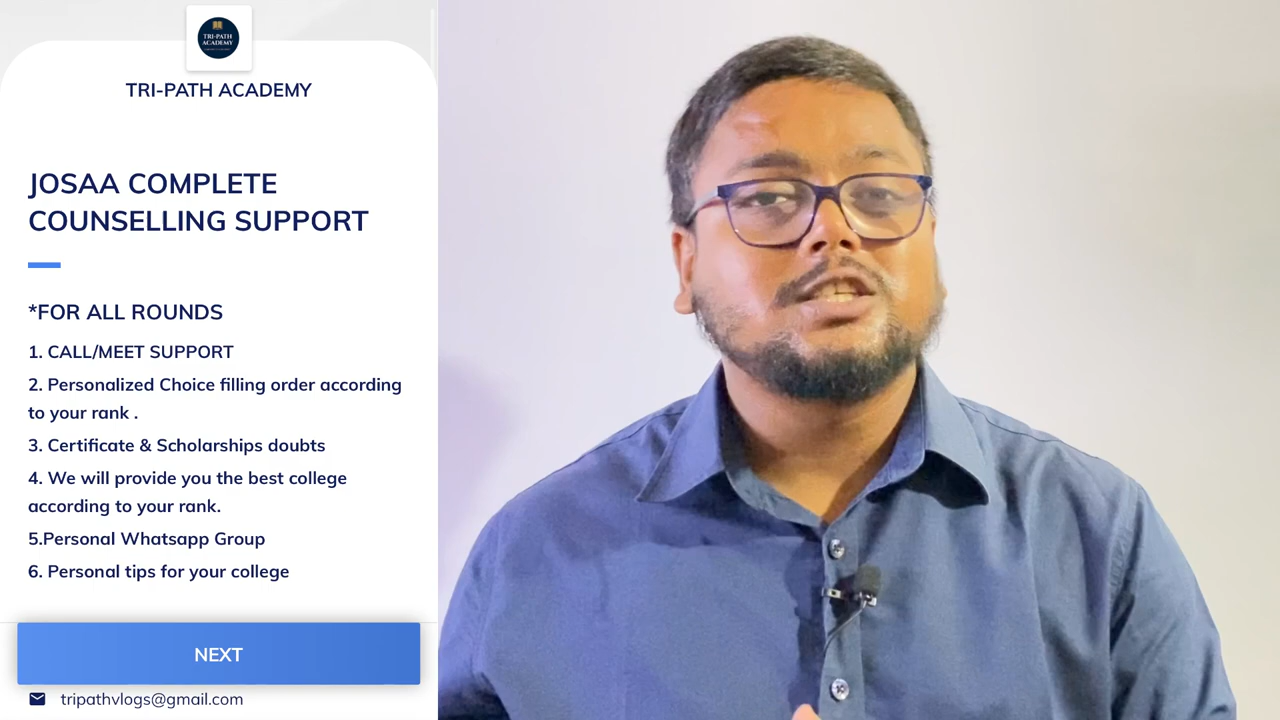 TRI-PATH
ACADEMY
TRI-PATH ACADEMY
JOSAA COMPLETE
COUNSELLING SUPPORT
*FOR ALL ROUNDS
1. CALL/MEET SUPPORT
2. Personalized Choice filling order according
to your rank .
3. Certificate & Scholarships doubts
4. We will provide you the best college
according to your rank.
5.Personal Whatsapp Group
6. Personal tips for your college
NEXT
tripathvlogs@gmail.com